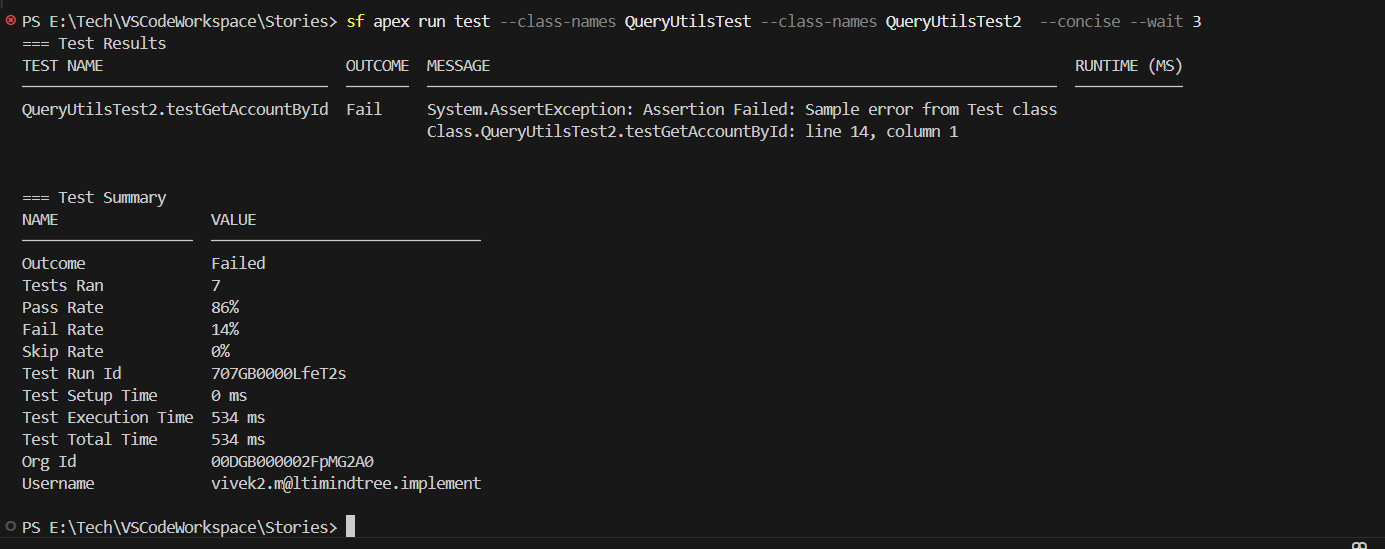 PS E:\Tech\VSCodeWorkspace\Stories> sf apex run test --class-names QueryUtilsTest --class-names QueryUtilsTest2  --concise --wait 3
=== Test Results
TEST NAME OUTCOME MESSAGE RUNTIME (MS)
QueryUtilsTest2.testGetAccountById Fail System.AssertException: Assertion Failed: Sample error from Test class
Class.QueryUtilsTest2.testGetAccountById: line 14, column 1
=== Test Summary
NAME VALUE
Outcome Failed
Tests Ran 7
Pass Rate 86%
Fail Rate 14%
Skip Rate 0%
Test Run Id 707GB0000LfeT2s
Test Setup Time 0 ms
Test Execution Time 534 ms
Test Total Time 534 ms
Org Id 00DGB000002FpMG2A0
Username vivek2.m@ltimindtree.implement
PS E:\Tech\VSCodeWorkspace\Stories>